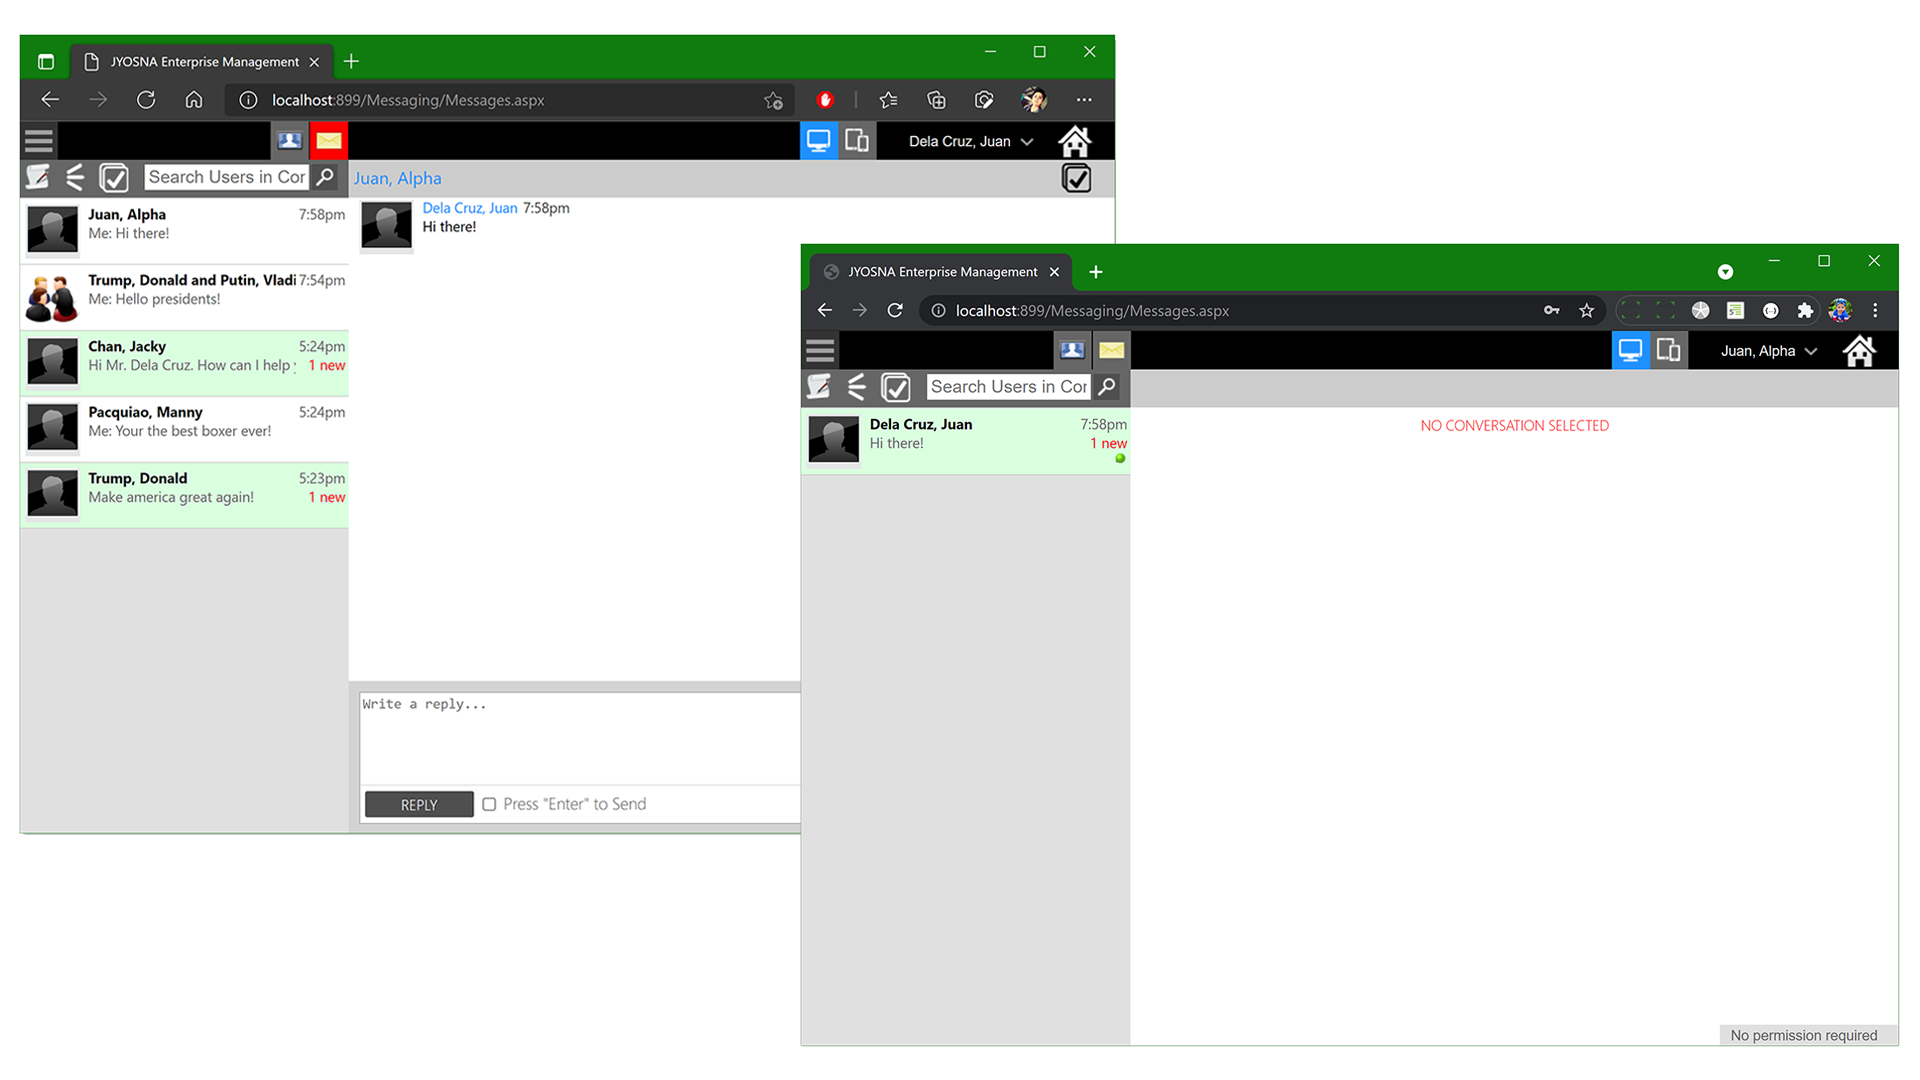 JYOSNA Enterprise Management
localhost:899/Messaging/Messages.aspx
Dela Cruz, Juan
Search Users in Cor
Juan, Alpha
Juan, Alpha 7:58pm
Me: Hi there!
Trump, Donald and Putin, Vladi 7:54pm
Me: Hello presidents!
Chan, Jacky 5:24pm
Hi Mr. Dela Cruz. How can I help 1 new
Pacquiao, Manny 5:24pm
Me: Your the best boxer ever!
Trump, Donald 5:23pm
Make america great again! 1 new
Dela Cruz, Juan 7:58pm
Hi there!
Write a reply...
REPLY Press "Enter" to Send
JYOSNA Enterprise Management
localhost:899/Messaging/Messages.aspx
Juan, Alpha
Search Users in Cor
Dela Cruz, Juan 7:58pm
Hi there! 1 new
NO CONVERSATION SELECTED
No permission required